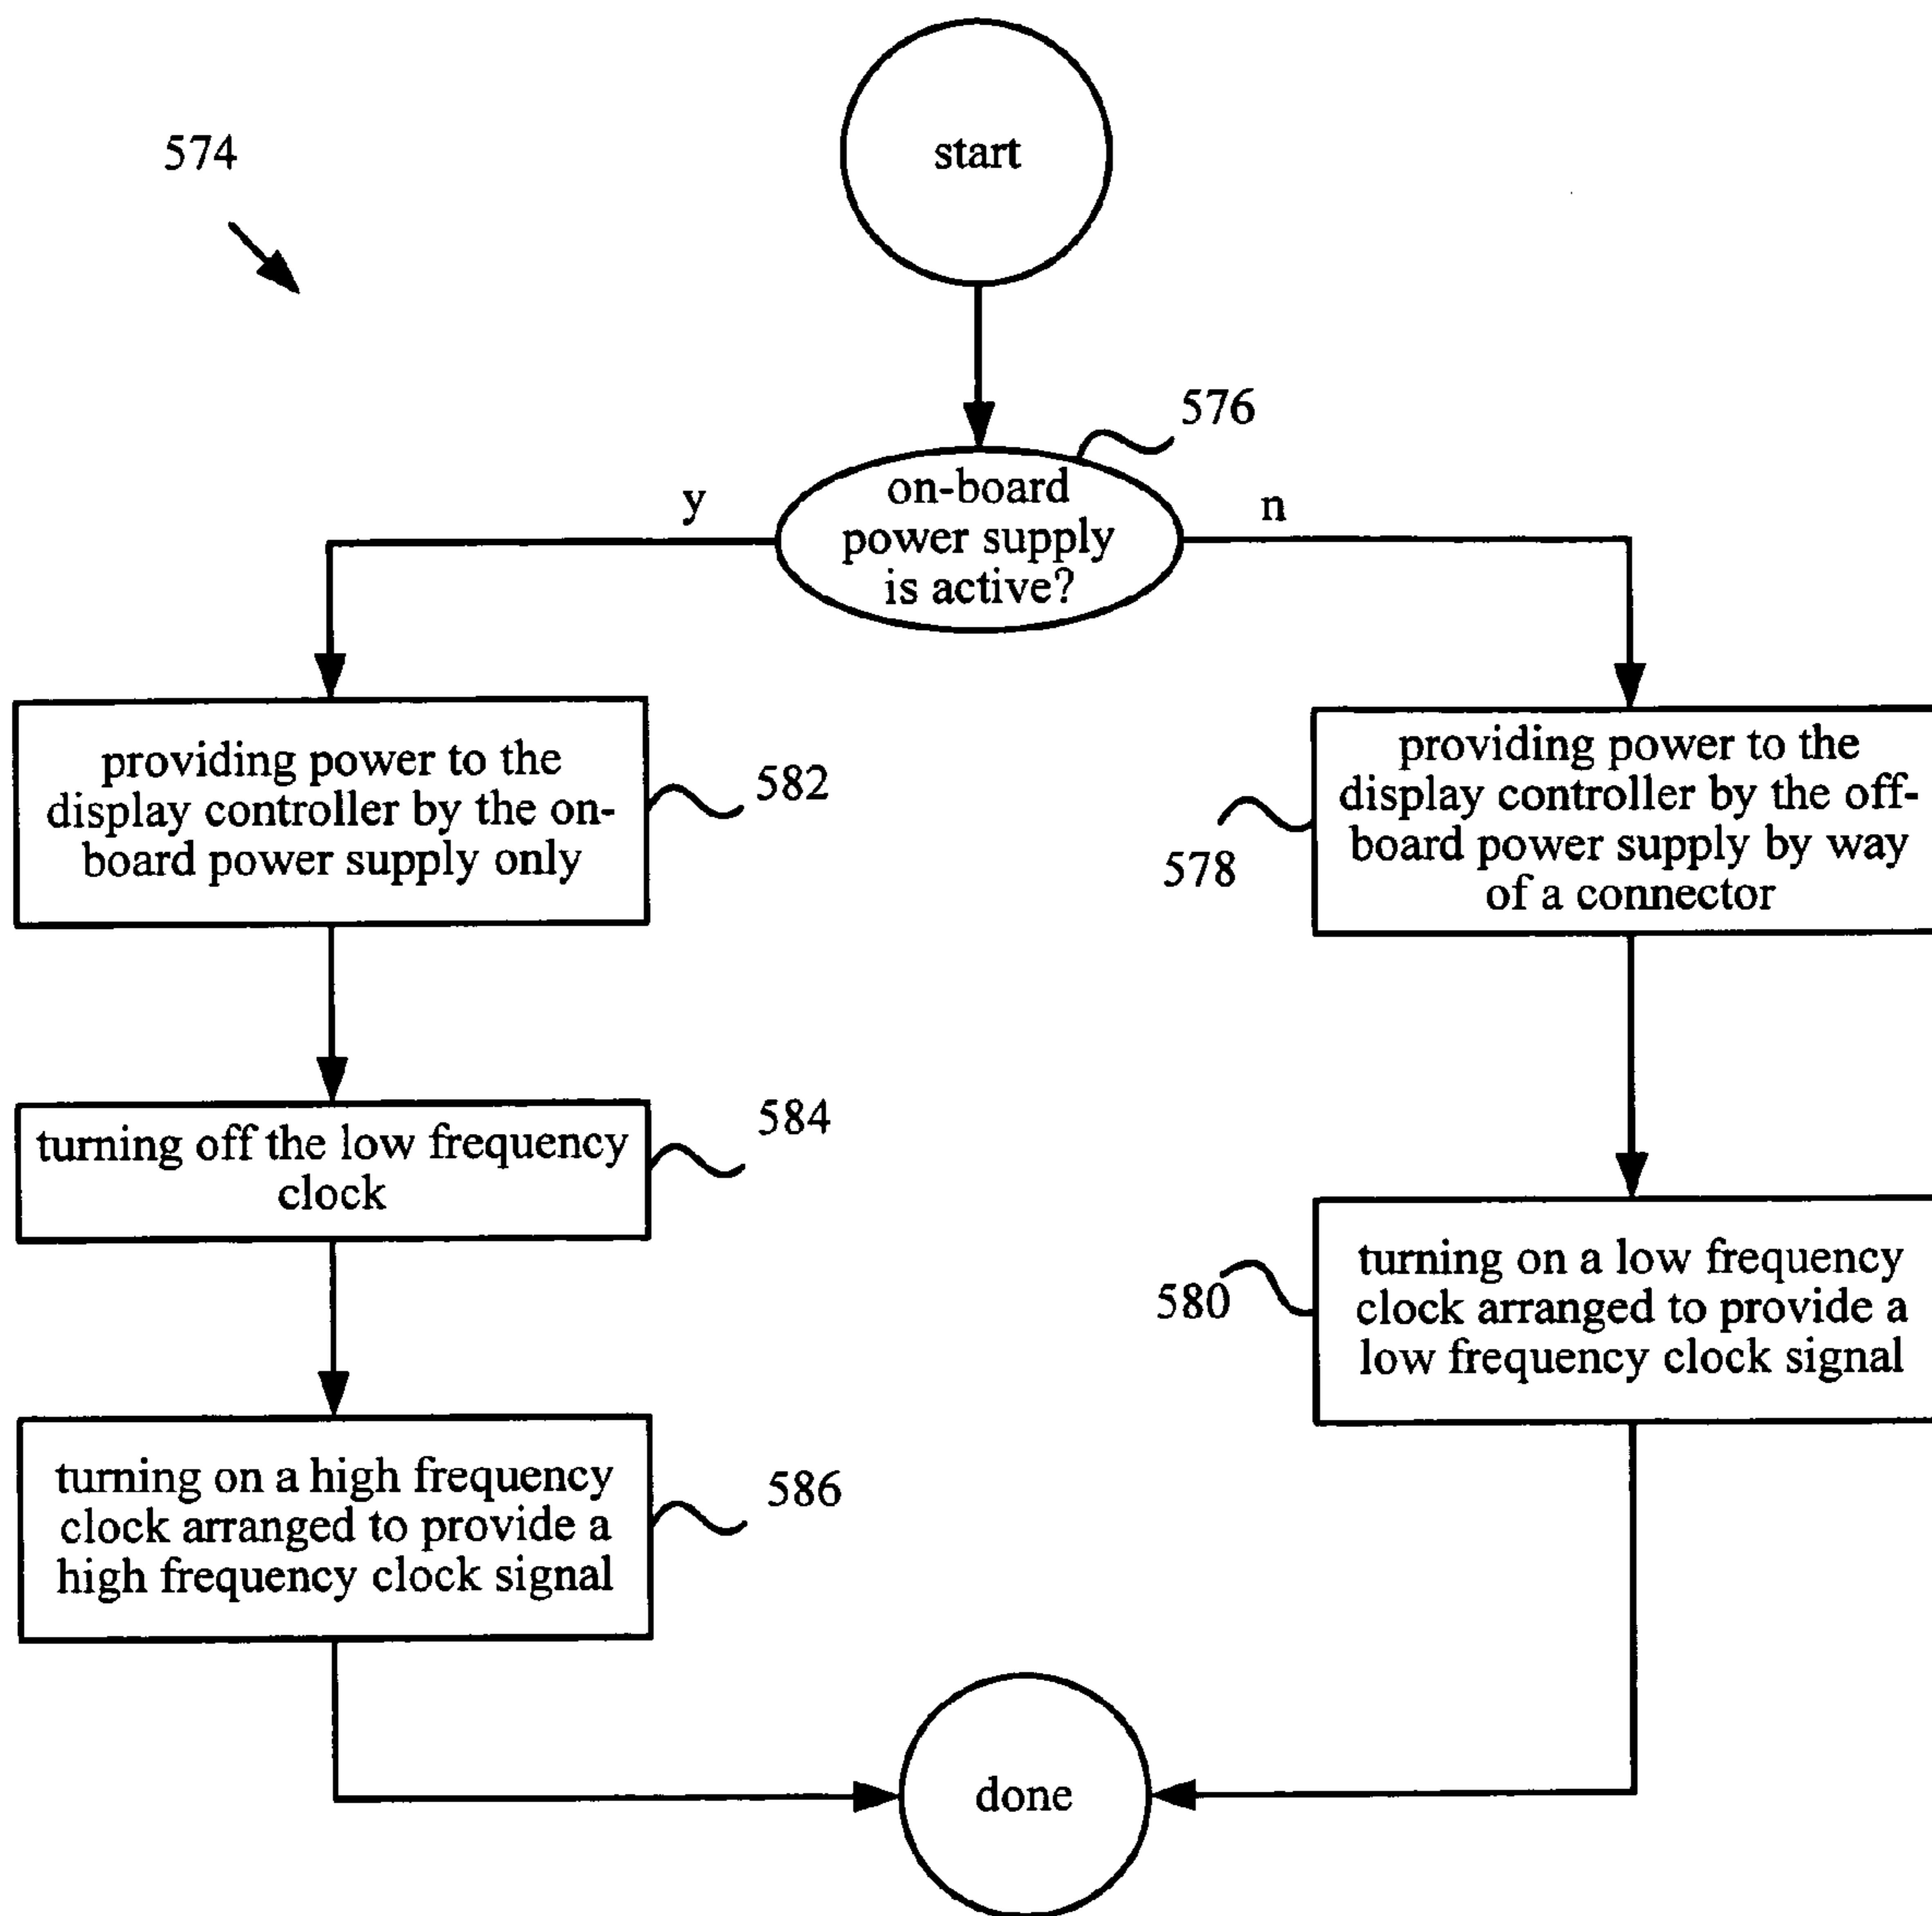 574
start
576
on-board
power supply
is active?
y
n
providing power to the
display controller by the on-
board power supply only
582
providing power to the
display controller by the off-
board power supply by way
of a connector
578
turning off the low frequency
clock
584
turning on a low frequency
clock arranged to provide a
low frequency clock signal
580
turning on a high frequency
clock arranged to provide a
high frequency clock signal
586
done